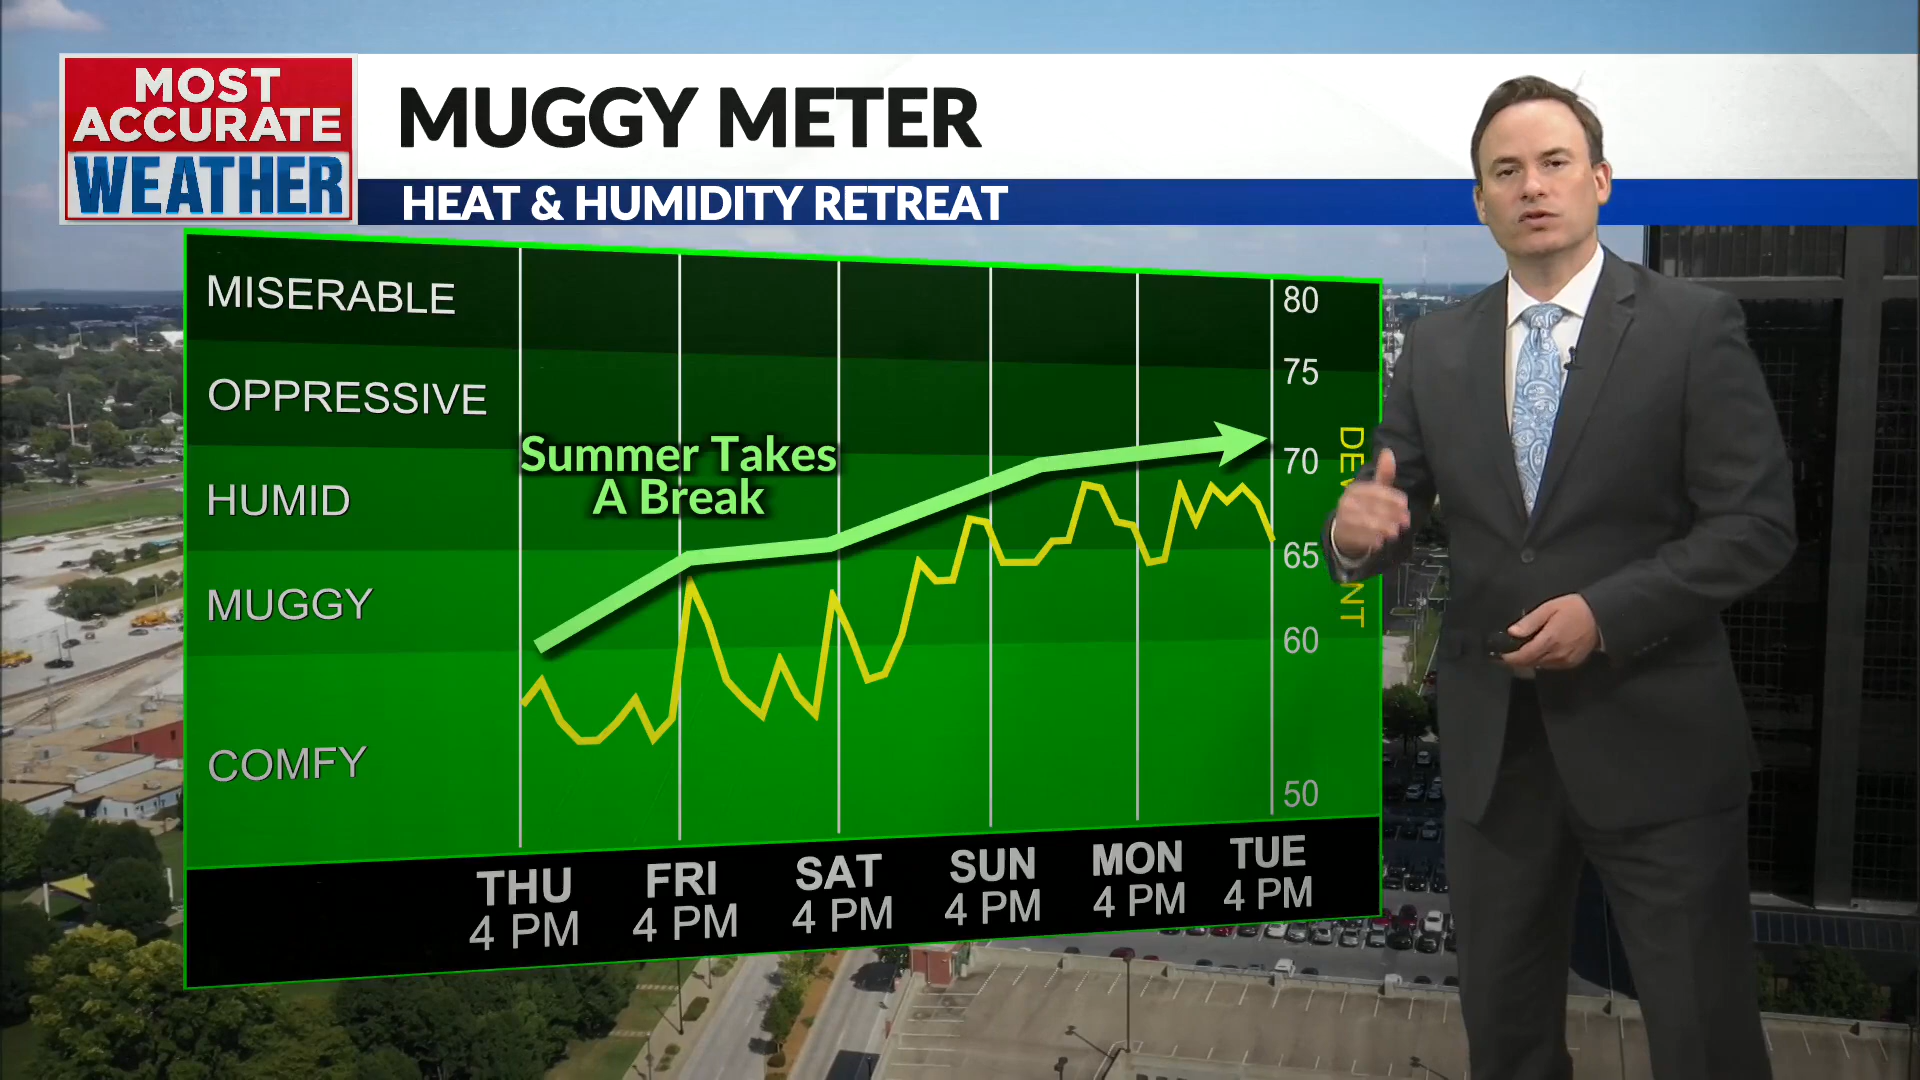 MOST
ACCURATE
WEATHER
MUGGY METER
HEAT & HUMIDITY RETREAT
MISERABLE
OPPRESSIVE
HUMID
MUGGY
COMFY
Summer Takes
A Break
80
75
70
65
60
50
THU
4 PM
FRI
4 PM
SAT
4 PM
SUN
4 PM
MON
4 PM
TUE
4 PM